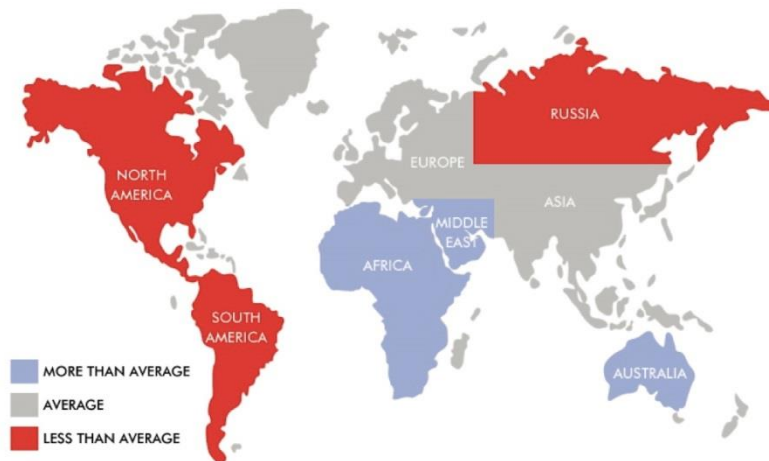 RUSSIA
EUROPE
NORTH
AMERICA
ASIA
MIDDLE
EAST
AFRICA
SOUTH
AMERICA
MORE THAN AVERAGE
AUSTRALIA
AVERAGE
LESS THAN AVERAGE